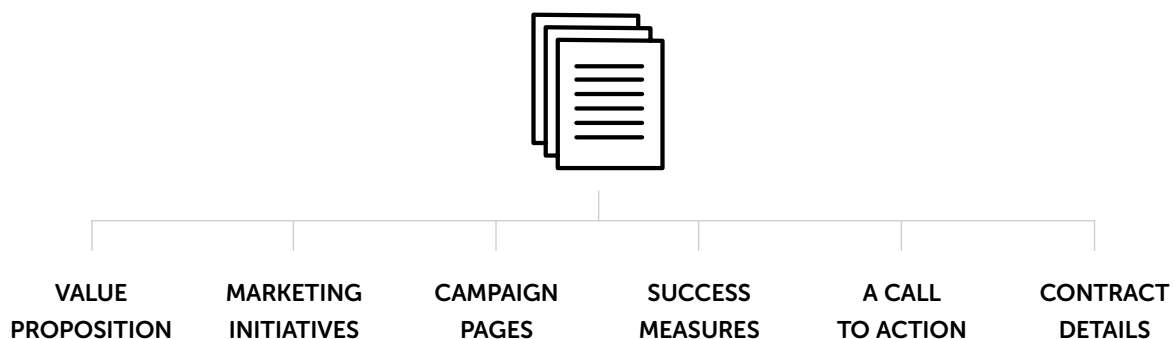 VALUE
PROPOSITION
MARKETING
INITIATIVES
CAMPAIGN
PAGES
SUCCESS
MEASURES
A CALL
TO ACTION
CONTRACT
DETAILS